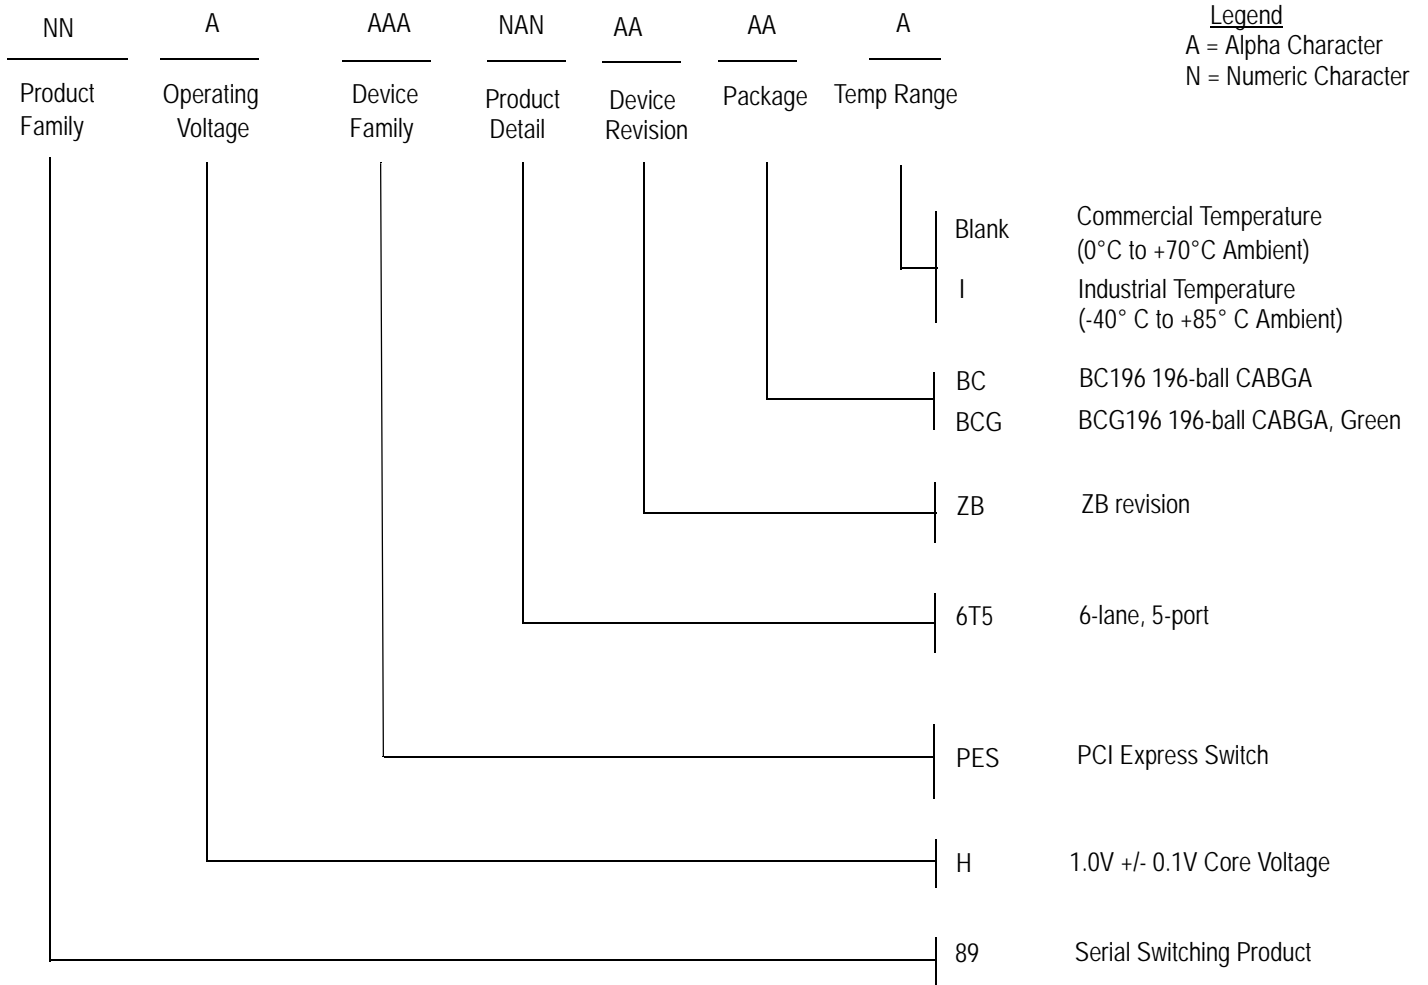 NN A AAA NAN AA AA A
Legend
A = Alpha Character
N = Numeric Character
Product Family
Operating Voltage
Device Family
Product Detail
Device Revision
Package
Temp Range
Blank Commercial Temperature
(0°C to +70°C Ambient)
I Industrial Temperature
(-40° C to +85° C Ambient)
BC BC196 196-ball CABGA
BCG BCG196 196-ball CABGA, Green
ZB ZB revision
6T5 6-lane, 5-port
PES PCI Express Switch
H 1.0V +/- 0.1V Core Voltage
89 Serial Switching Product